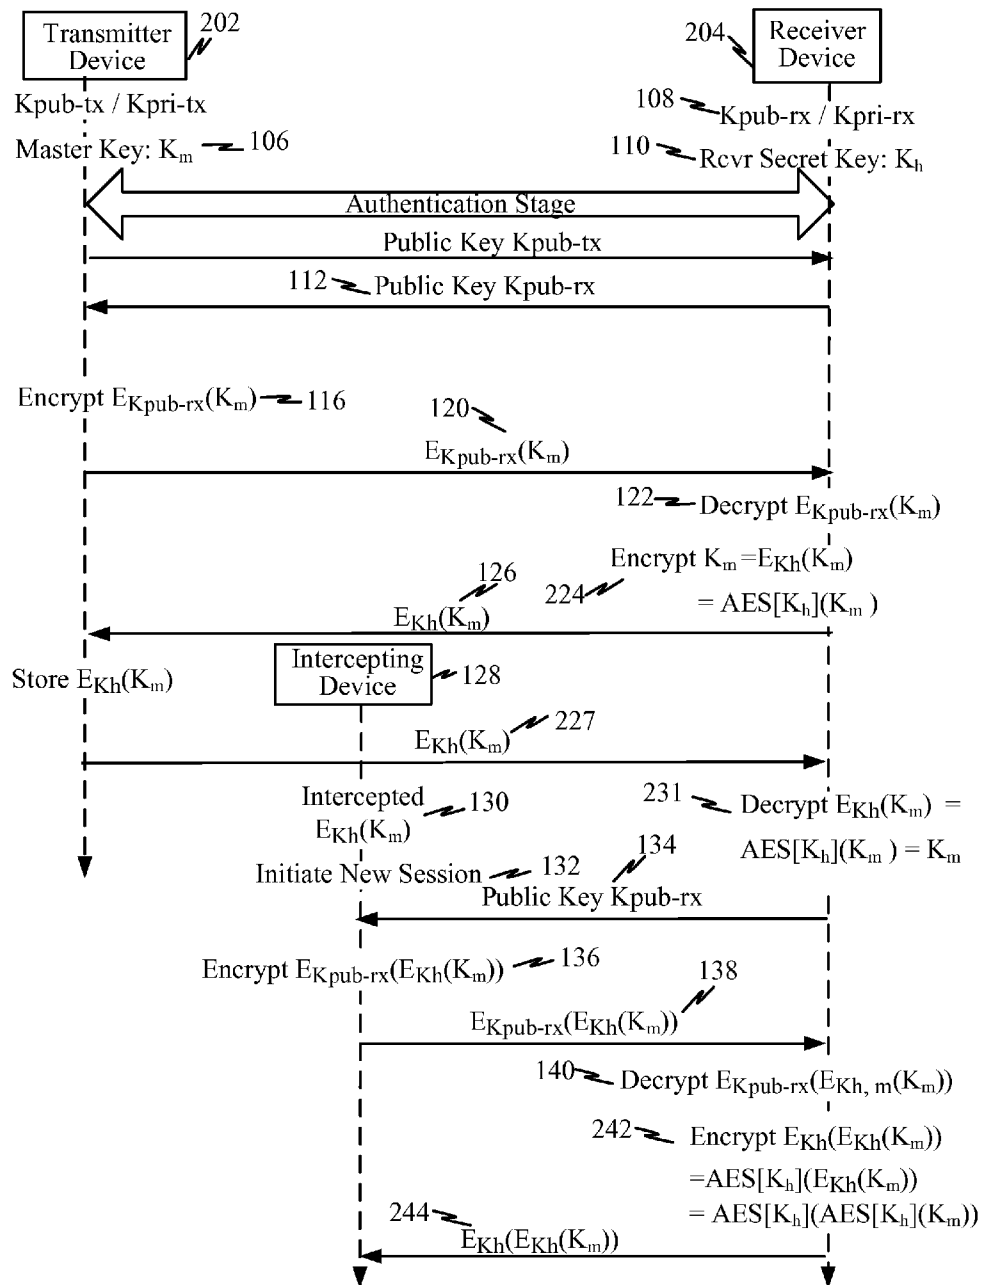 Transmitter
Device
202
204
Receiver
Device
Kpub-tx / Kpri-tx
108
Kpub-rx / Kpri-rx
Master Key: Km
106
110
Rcvr Secret Key: Kh
Authentication Stage
Public Key Kpub-tx
112
Public Key Kpub-rx
Encrypt EKpub-rx(Km)
116
120
EKpub-rx(Km)
122
Decrypt EKpub-rx(Km)
Encrypt Km =EKh(Km)
224
= AES[Kh](Km )
126
EKh(Km)
Store EKh(Km)
Intercepting
Device
128
EKh(Km)
227
Intercepted
EKh(Km)
130
231
Decrypt EKh(Km) =
AES[Kh](Km ) = Km
Initiate New Session
132
134
Public Key Kpub-rx
Encrypt EKpub-rx(EKh(Km))
136
138
EKpub-rx(EKh(Km))
140
Decrypt EKpub-rx(EKh, m(Km))
242
Encrypt EKh(EKh(Km))
=AES[Kh](EKh(Km))
= AES[Kh](AES[Kh](Km))
244
EKh(EKh(Km))